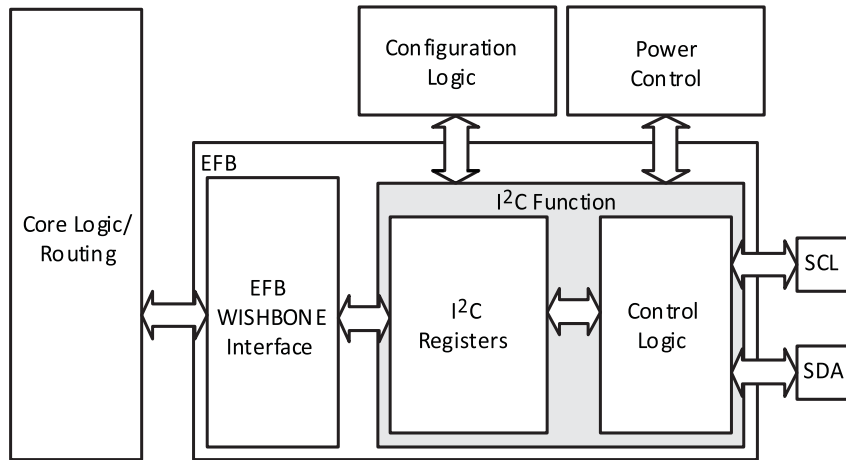 Configuration
Logic
Power
Control
EFB
I²C Function
Core Logic/
Routing
EFB
WISHBONE
Interface
I²C
Registers
Control
Logic
SCL
SDA